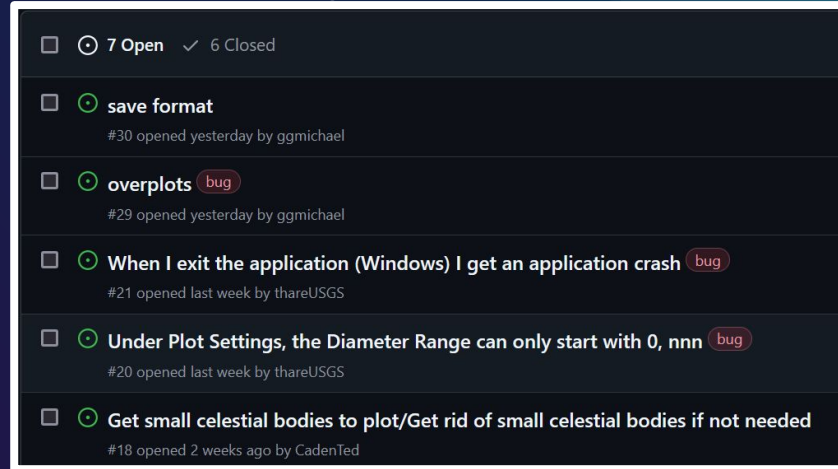 7 Open 6 Closed
save format
#30 opened yesterday by ggmichael
overplots bug
#29 opened yesterday by ggmichael
When I exit the application (Windows) I get an application crash bug
#21 opened last week by thareUSGS
Under Plot Settings, the Diameter Range can only start with 0, nnn bug
#20 opened last week by thareUSGS
Get small celestial bodies to plot/Get rid of small celestial bodies if not needed
#18 opened 2 weeks ago by CadenTed